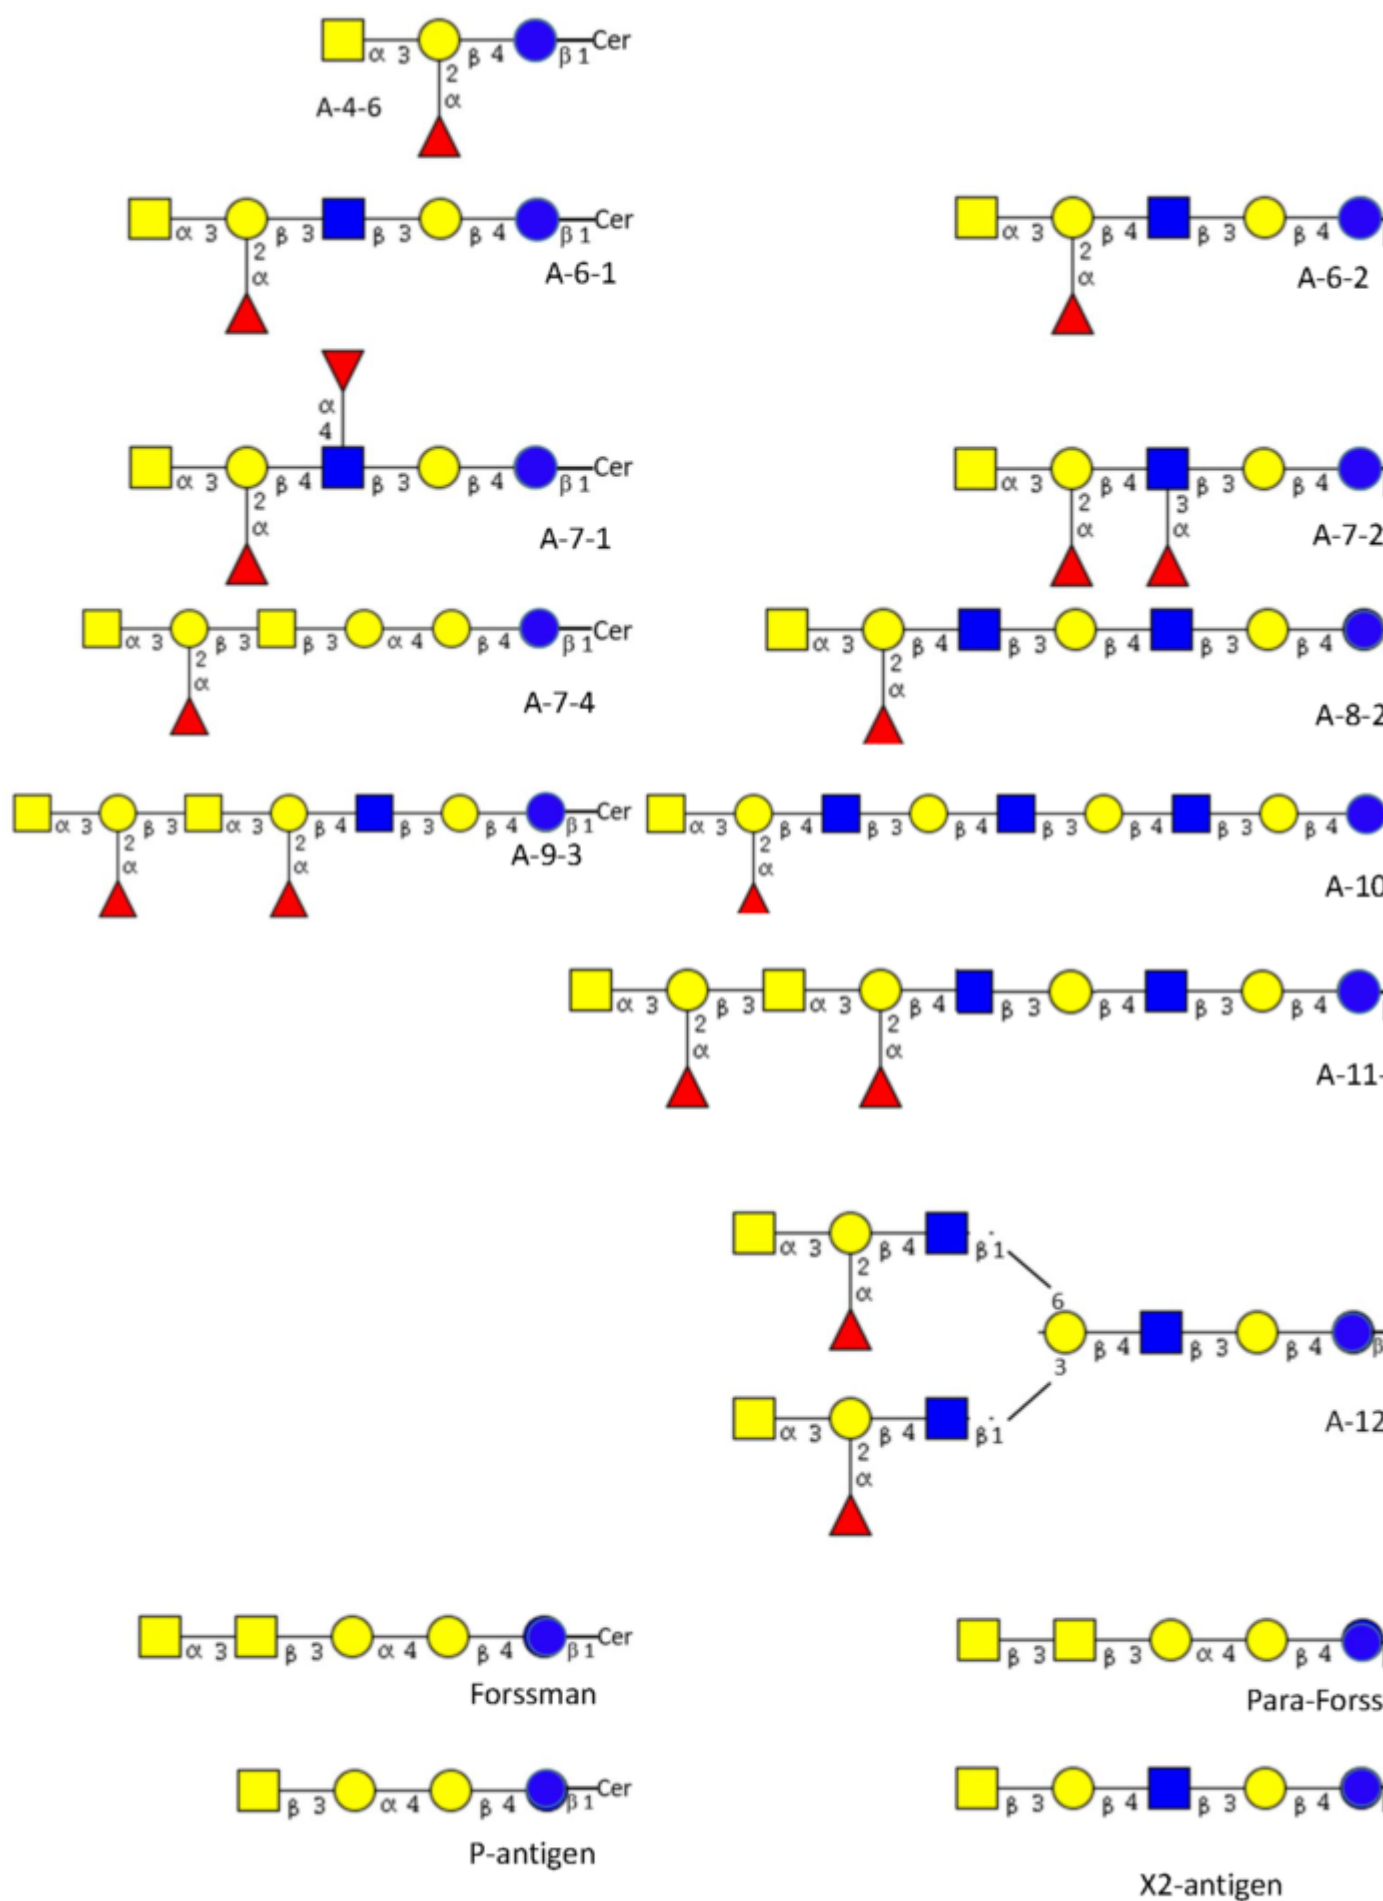 α 3 β 4 β 1 Cer
2
α
A-4-6
α 3 β 3 β 3 β 4 β 1 Cer
2
α
A-6-1
α 3 β 4 β 3 β 4
2
α
A-6-2
α
4
α 3 β 4 β 3 β 4 β 1 Cer
2
α
A-7-1
α 3 β 4 β 3 β 4
2 3
α α
A-7-2
α 3 β 3 β 3 α 4 β 4 β 1 Cer
2
α
A-7-4
α 3 β 4 β 3 β 4 β 3 β 4
2
α
A-8-2
α 3 β 3 α 3 β 4 β 3 β 4 β 1 Cer
2 2
α α
A-9-3
α 3 β 4 β 3 β 4 β 3 β 4 β 3 β 4
2
α
A-10
α 3 β 3 α 3 β 4 β 3 β 4 β 3 β 4
2 2
α α
A-11-
α 3 β 4 β 1
2
α
6
β 4 β 3 β 4 β
3
α 3 β 4 β 1
2
α
A-12
α 3 β 3 α 4 β 4 β 1 Cer
Forssman
β 3 β 3 α 4 β 4
Para-Forss
β 3 α 4 β 4 β 1 Cer
P-antigen
β 3 β 4 β 3 β 4
X2-antigen